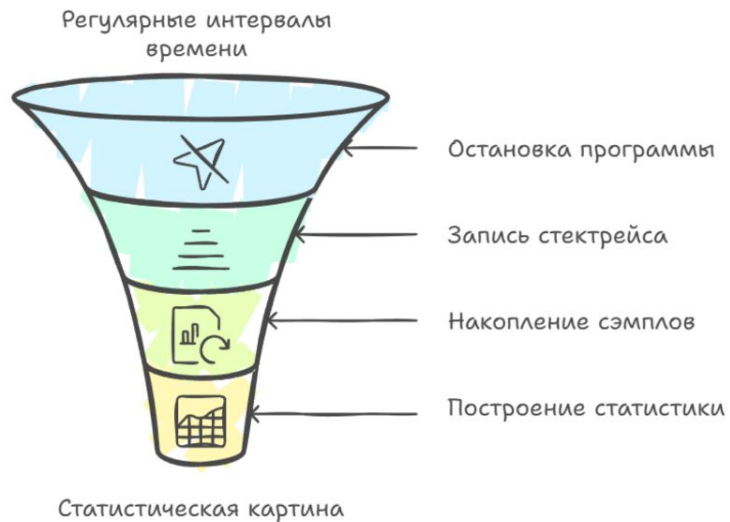 Регулярные интервалы
времени
Остановка программы
Запись стектрейса
Накопление сэмплов
Построение статистики
Статистическая картина